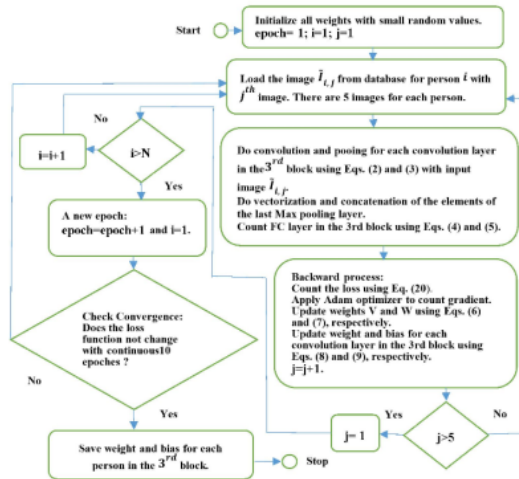 Start
Initialize all weights with small random values.
epoch= 1; i=1; j=1
Load the image Ĩi,j from database for person i with
jth image. There are 5 images for each person.
No
i=i+1
i>N
Yes
Do convolution and pooing for each convolution layer
in the 3rd block using Eqs. (2) and (3) with input
image Ĩi,j.
Do vectorization and concatenation of the elements of
the last Max pooling layer.
Count FC layer in the 3rd block using Eqs. (4) and (5).
A new epoch:
epoch=epoch+1 and i=1.
Backward process:
Count the loss using Eq. (20).
Apply Adam optimizer to count gradient.
Update weights V and W using Eqs. (6)
and (7), respectively.
Update weight and bias for each
convolution layer in the 3rd block using
Eqs. (8) and (9), respectively.
j=j+1.
Check Convergence:
Does the loss
function not change
with continuous10
epoches ?
No
Yes
j= 1
Yes
j>5
No
Save weight and bias for each
person in the 3rd block.
Stop